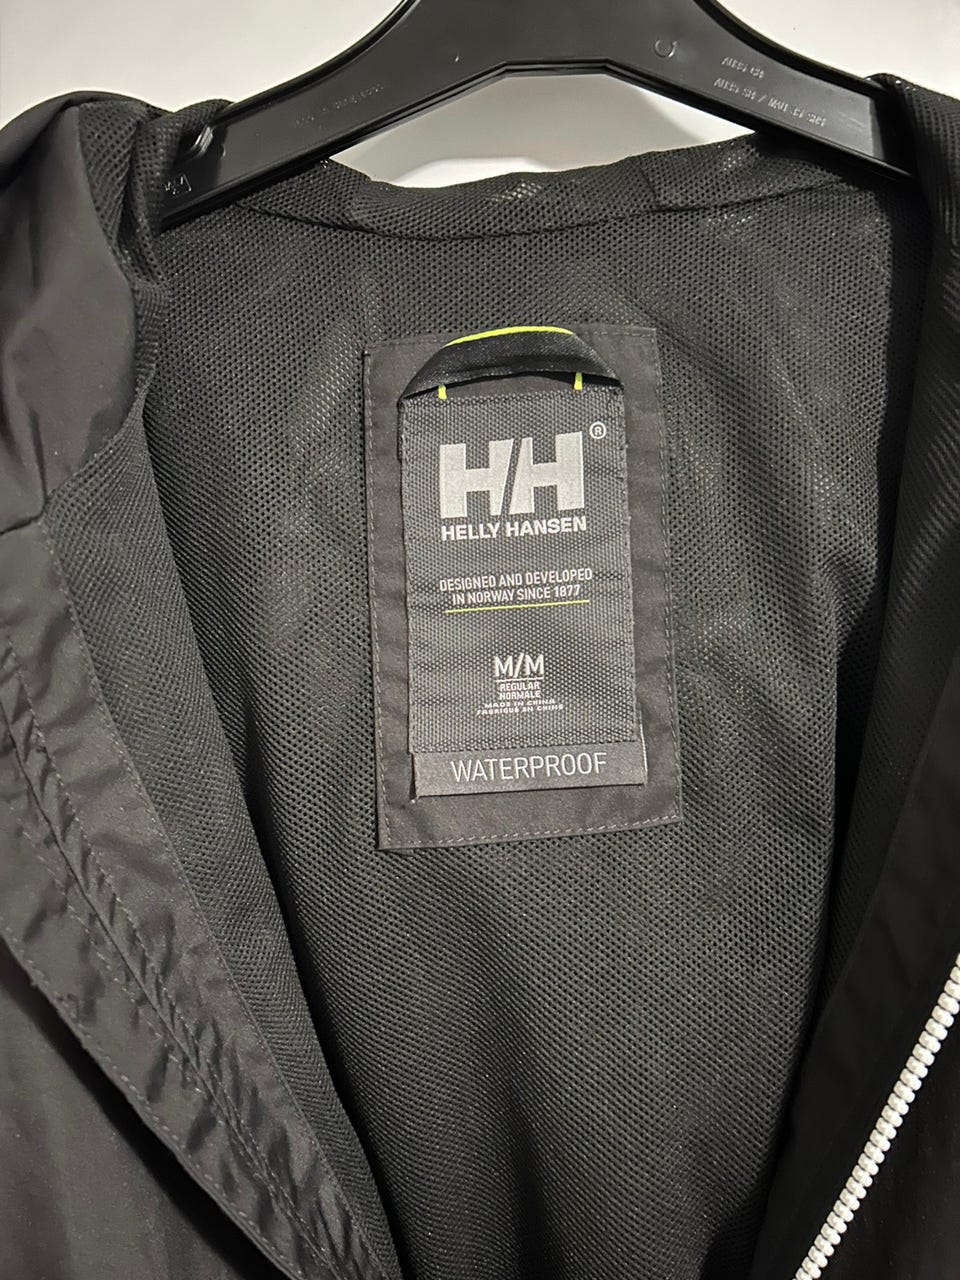 HH®
HELLY HANSEN
DESIGNED AND DEVELOPED
IN NORWAY SINCE 1877
M/M
REGULAR
NORMALE
MADE IN CHINA
FABRIQUÉ EN CHINE
WATERPROOF